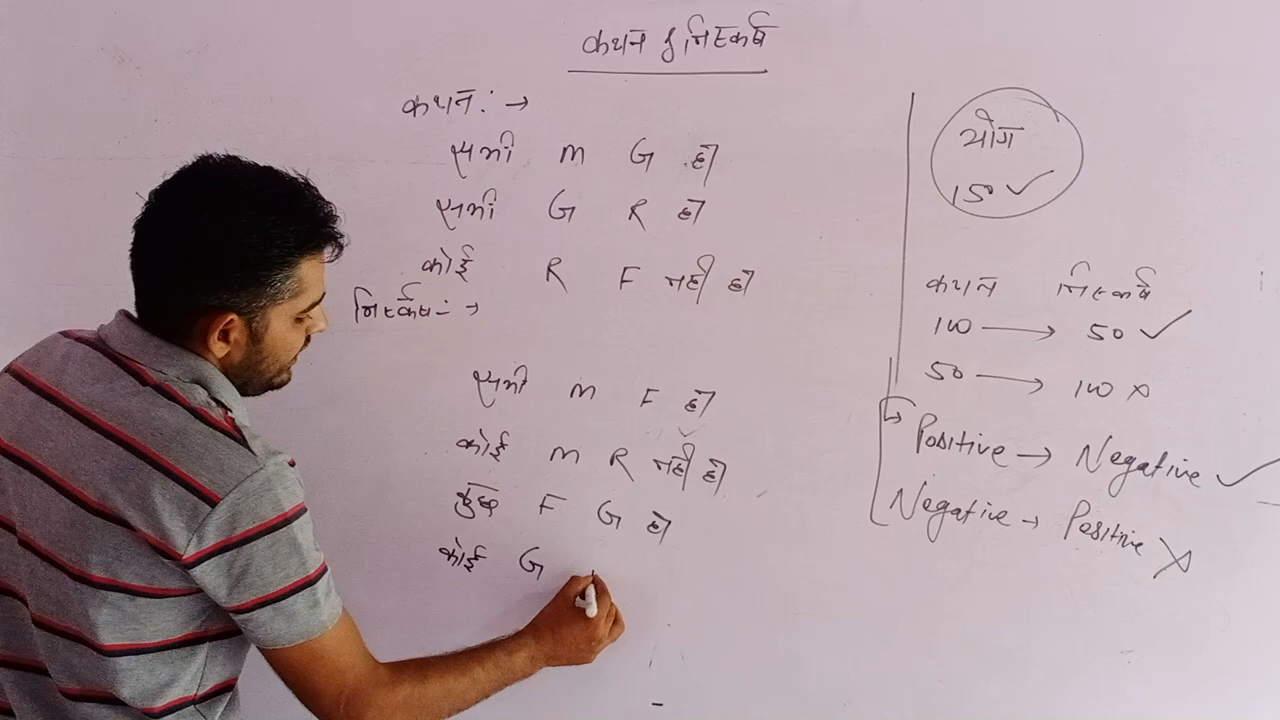 कथन & निष्कर्ष
कथन: →
सभी M G है
सभी G R है
कोई R F नहीं है
निष्कर्ष: →
सभी M F है
कोई M R नहीं है
कुछ F G है
कोई G
योग
150 ✓
कथन निष्कर्ष
100 → 50 ✓
50 → 100 ×
Positive → Negative ✓
Negative → Positive ×